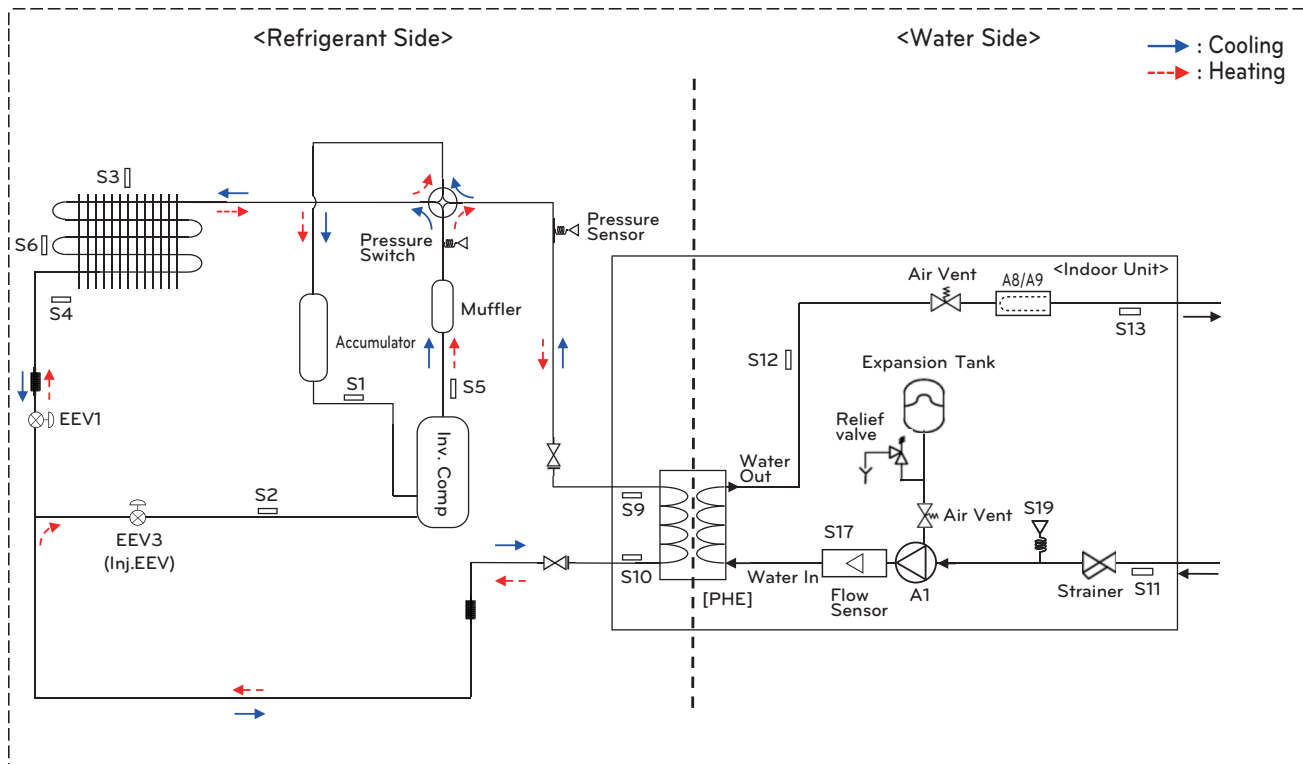 <Refrigerant Side>
<Water Side>
: Cooling
: Heating
S3
S6
S4
Pressure
Switch
Pressure
Sensor
Muffler
Accumulator
S1
S5
EEV1
Inv. Comp
S2
EEV3
(Inj.EEV)
<Indoor Unit>
Air Vent
A8/A9
S13
S12
Expansion Tank
Relief
valve
Water
Out
S9
Air Vent
S19
S17
S10
Water In
[PHE]
Flow
Sensor
A1
Strainer
S11